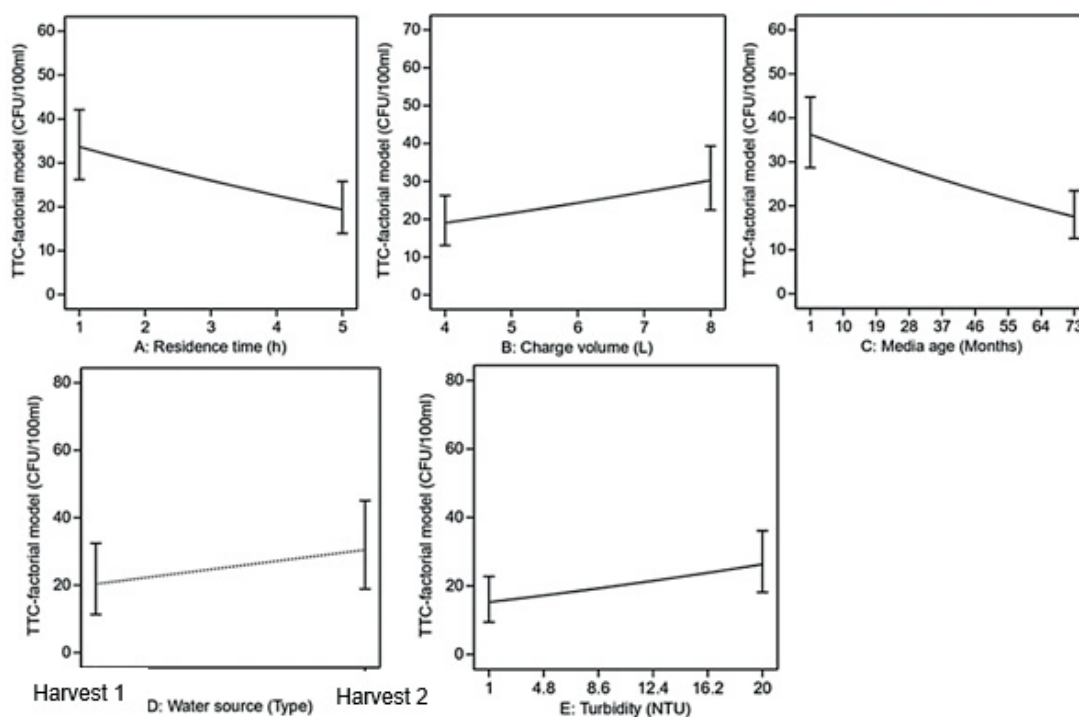 TTC-factorial model (CFU/100ml)
60
50
40
30
20
10
0
1 2 3 4 5
A: Residence time (h)
TTC-factorial model (CFU/100ml)
70
60
50
40
30
20
10
0
4 5 6 7 8
B: Charge volume (L)
TTC-factorial model (CFU/100ml)
60
50
40
30
20
10
0
1 10 19 28 37 46 55 64 73
C: Media age (Months)
TTC-factorial model (CFU/100ml)
80
60
40
20
0
Harvest 1 Harvest 2
D: Water source (Type)
TTC-factorial model (CFU/100ml)
80
60
40
20
0
1 4.8 8.6 12.4 16.2 20
E: Turbidity (NTU)